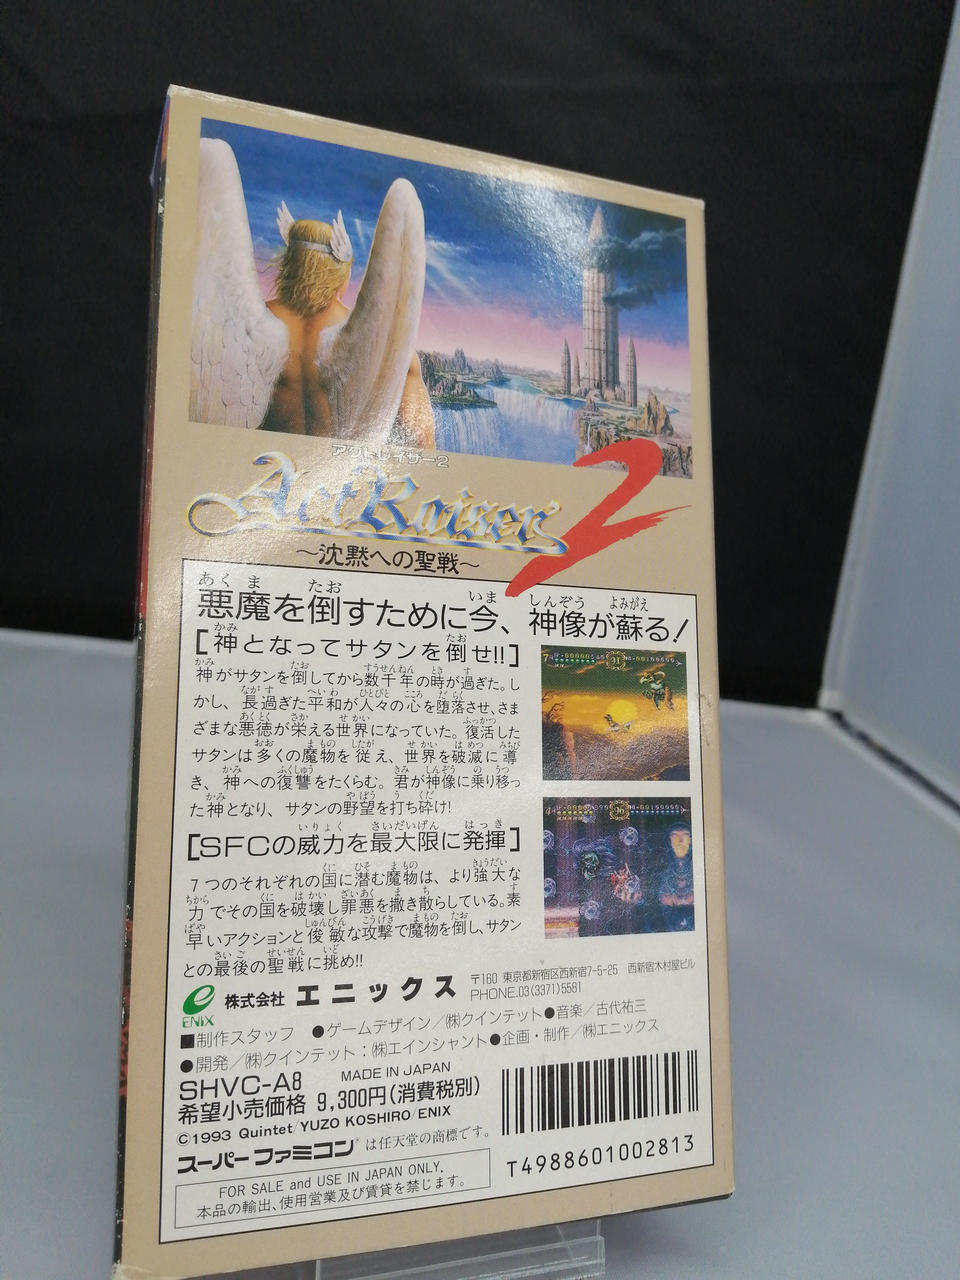 アクトレイザー2
ActRaiser 2
～沈黙への聖戦～
悪魔を倒すために今、神像が蘇る!
[神となってサタンを倒せ!!]
神がサタンを倒してから数千年の時が過ぎた。し
かし、長過ぎた平和が人々の心を堕落させ、さま
ざまな悪徳が栄える世界になっていた。復活した
サタンは多くの魔物を従え、世界を破滅に導
き、神への復讐をたくらむ。君が神像に乗り移っ
た神となり、サタンの野望を打ち砕け!
[SFCの威力を最大限に発揮]
7つのそれぞれの国に潜む魔物は、より強大な
力でその国を破壊し罪悪を撒き散らしている。素
早いアクションと俊敏な攻撃で魔物を倒し、サタン
との最後の聖戦に挑め!!
ENIX
株式会社 エニックス
〒160 東京都新宿区西新宿7-5-25 西新宿木村屋ビル
PHONE.03(3371)5581
■制作スタッフ ●ゲームデザイン/㈱クインテット●音楽/古代祐三
●開発/㈱クインテット:㈱エインシャント●企画・制作/㈱エニックス
SHVC-A8 MADE IN JAPAN
希望小売価格 9,300円(消費税別)
©1993 Quintet/YUZO KOSHIRO/ENIX
スーパーファミコン®は任天堂の商標です。
FOR SALE and USE IN JAPAN ONLY.
本品の輸出、使用営業及び賃貸を禁じます。
T4988601002813